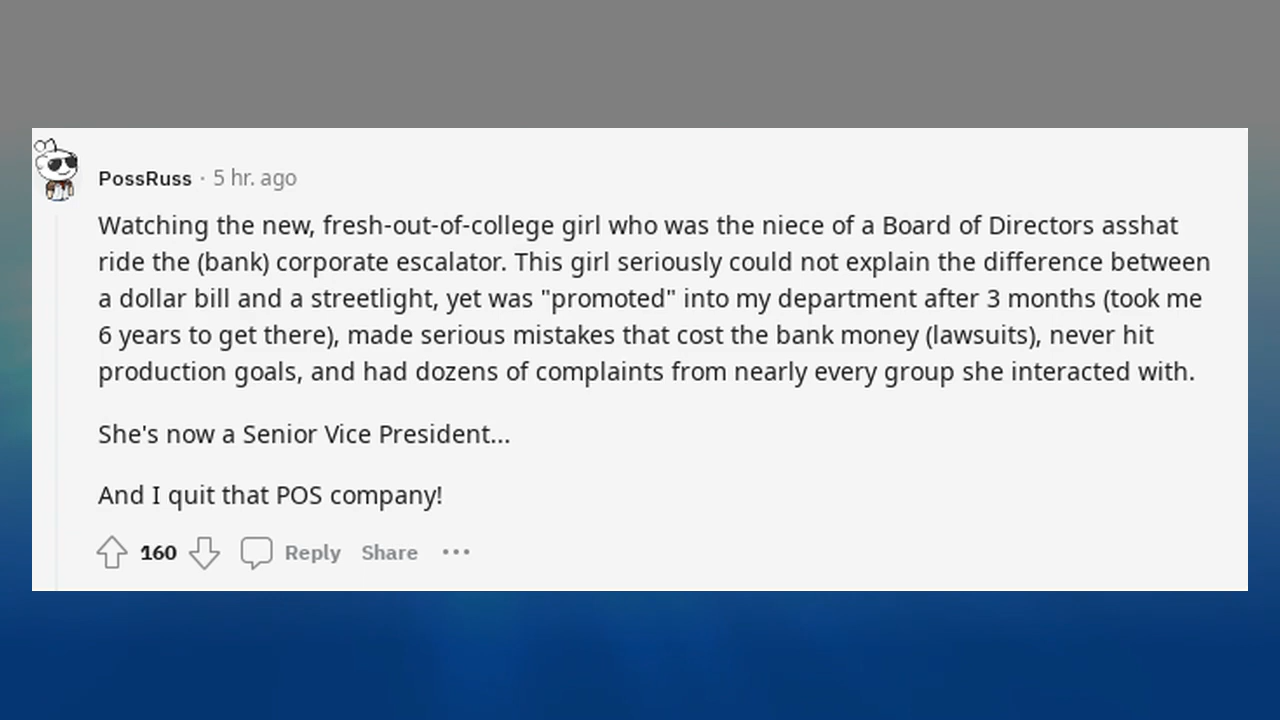 PossRuss · 5 hr. ago
Watching the new, fresh-out-of-college girl who was the niece of a Board of Directors asshat
ride the (bank) corporate escalator. This girl seriously could not explain the difference between
a dollar bill and a streetlight, yet was "promoted" into my department after 3 months (took me
6 years to get there), made serious mistakes that cost the bank money (lawsuits), never hit
production goals, and had dozens of complaints from nearly every group she interacted with.
She's now a Senior Vice President...
And I quit that POS company!
160 Reply Share ···